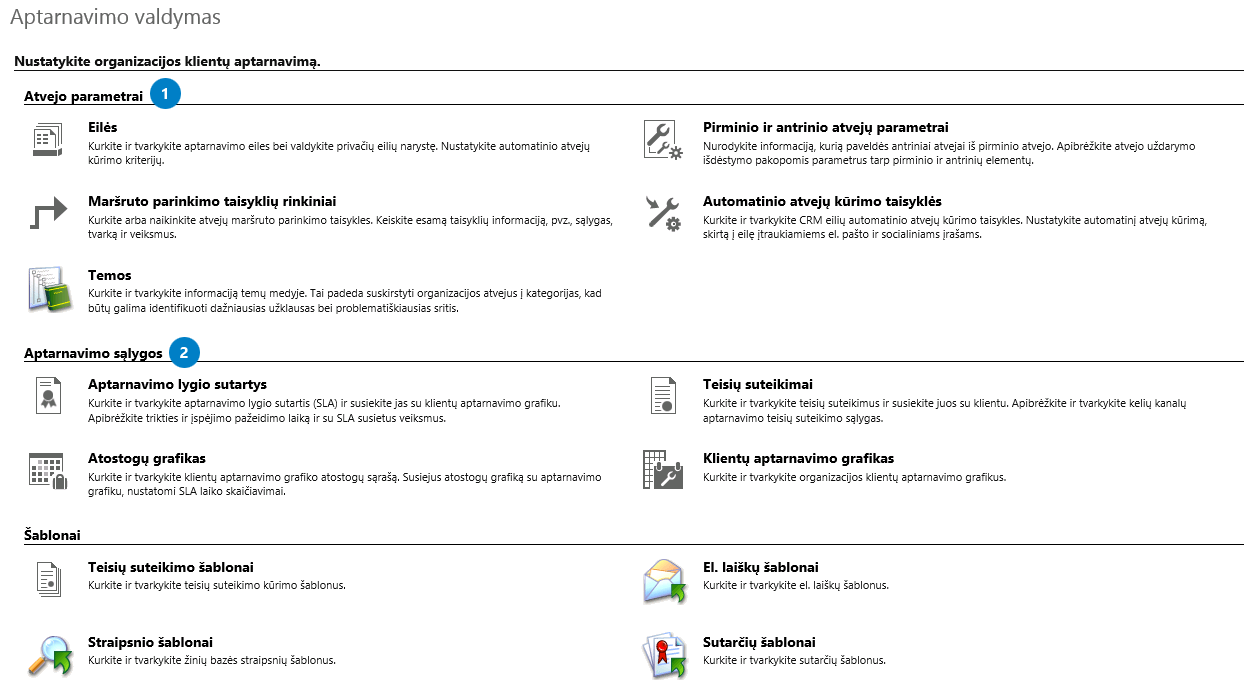 Aptarnavimo valdymas
Nustatykite organizacijos klientų aptarnavimą.
Atvejo parametrai 1
Eilės
Kurkite ir tvarkykite aptarnavimo eiles bei valdykite privačių eilių narystę. Nustatykite automatinio atvejų
kūrimo kriterijų.
Pirminio ir antrinio atvejų parametrai
Nurodykite informaciją, kurią paveldės antriniai atvejai iš pirminio atvejo. Apibrėžkite atvejo uždarymo
išdėstymo pakopomis parametrus tarp pirminio ir antrinių elementų.
Maršruto parinkimo taisyklių rinkiniai
Kurkite arba naikinkite atvejų maršruto parinkimo taisykles. Keiskite esamą taisyklių informaciją, pvz., sąlygas,
tvarką ir veiksmus.
Automatinio atvejų kūrimo taisyklės
Kurkite ir tvarkykite CRM eilių automatinio atvejų kūrimo taisykles. Nustatykite automatinį atvejų kūrimą,
skirtą į eilę įtraukiamiems el. pašto ir socialiniams įrašams.
Temos
Kurkite ir tvarkykite informaciją temų medyje. Tai padeda suskirstyti organizacijos atvejus į kategorijas, kad
būtų galima identifikuoti dažniausias užklausas bei problematiškiausias sritis.
Aptarnavimo sąlygos 2
Aptarnavimo lygio sutartys
Kurkite ir tvarkykite aptarnavimo lygio sutartis (SLA) ir susiekite jas su klientų aptarnavimo grafiku.
Apibrėžkite trikties ir įspėjimo pažeidimo laiką ir su SLA susietus veiksmus.
Teisių suteikimai
Kurkite ir tvarkykite teisių suteikimus ir susiekite juos su klientu. Apibrėžkite ir tvarkykite kelių kanalų
aptarnavimo teisių suteikimo sąlygas.
Atostogų grafikas
Kurkite ir tvarkykite klientų aptarnavimo grafiko atostogų sąrašą. Susiejus atostogų grafiką su aptarnavimo
grafiku, nustatomi SLA laiko skaičiavimai.
Klientų aptarnavimo grafikas
Kurkite ir tvarkykite organizacijos klientų aptarnavimo grafikus.
Šablonai
Teisių suteikimo šablonai
Kurkite ir tvarkykite teisių suteikimo kūrimo šablonus.
El. laiškų šablonai
Kurkite ir tvarkykite el. laiškų šablonus.
Straipsnio šablonai
Kurkite ir tvarkykite žinių bazės straipsnių šablonus.
Sutarčių šablonai
Kurkite ir tvarkykite sutarčių šablonus.